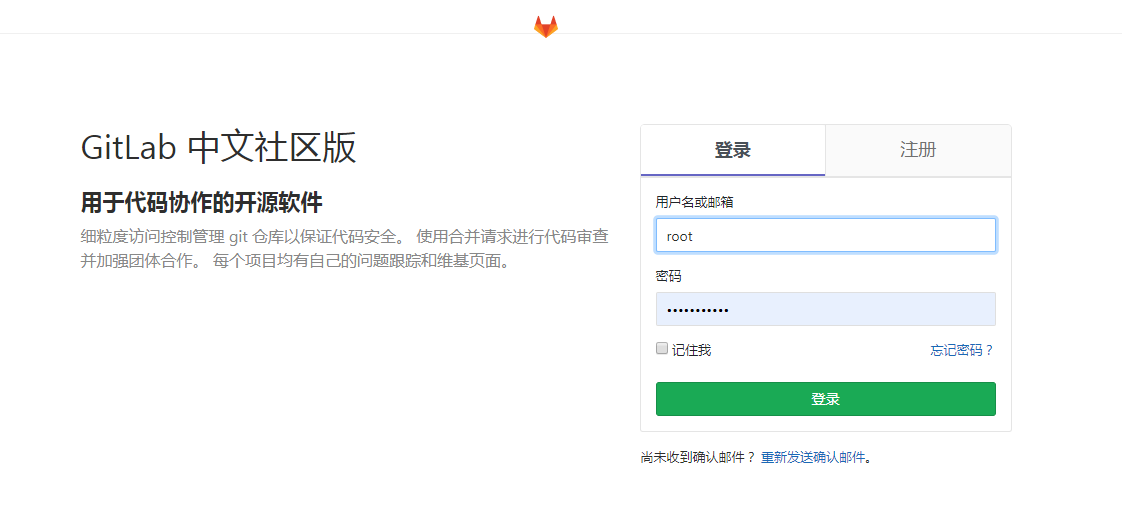 GitLab 中文社区版
用于代码协作的开源软件
细粒度访问控制管理 git 仓库以保证代码安全。 使用合并请求进行代码审查
并加强团体合作。 每个项目均有自己的问题跟踪和维基页面。
登录
注册
用户名或邮箱
root
密码
•••••••••••
记住我
忘记密码？
登录
尚未收到确认邮件？ 重新发送确认邮件。